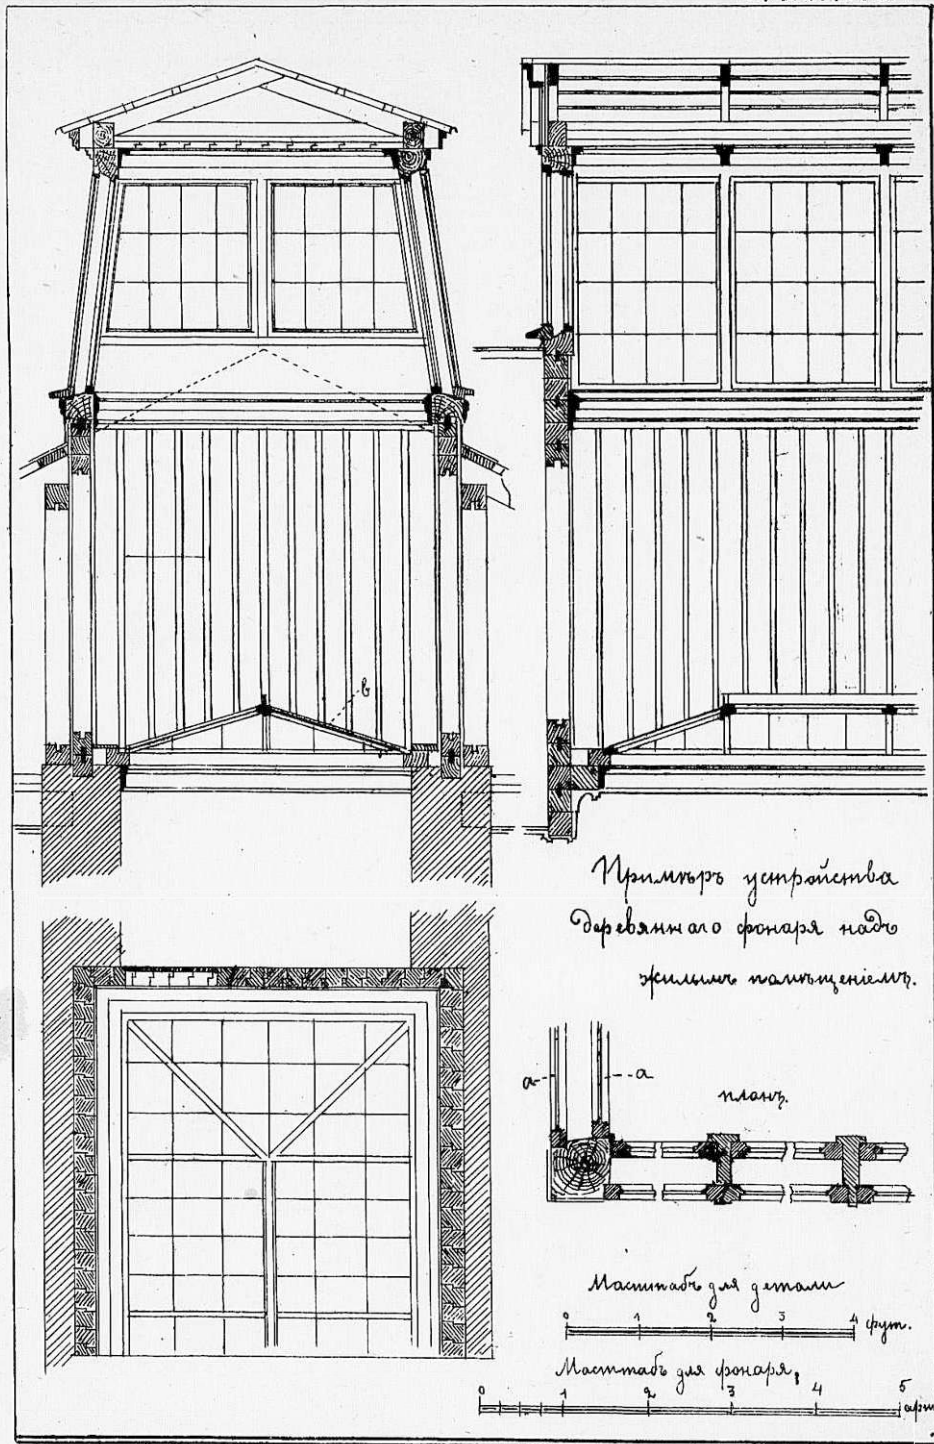 в
Примѣръ устройства
деревяннаго фонаря надъ
жилымъ помѣщеніемъ.
a a
планъ.
Масштабъ для детали
0 1 2 3 4 фут.
Масштабъ для фонаря,
0 1 2 3 4 5
арш